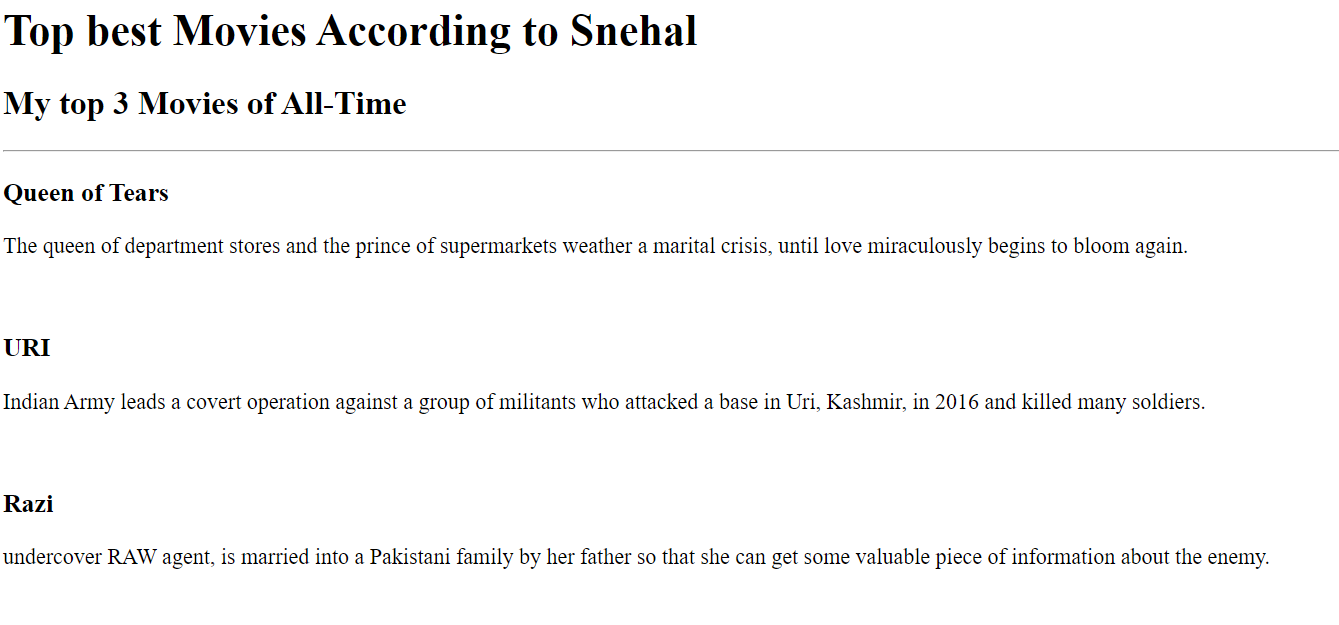 Top best Movies According to Snehal
My top 3 Movies of All-Time
Queen of Tears
The queen of department stores and the prince of supermarkets weather a marital crisis, until love miraculously begins to bloom again.
URI
Indian Army leads a covert operation against a group of militants who attacked a base in Uri, Kashmir, in 2016 and killed many soldiers.
Razi
undercover RAW agent, is married into a Pakistani family by her father so that she can get some valuable piece of information about the enemy.